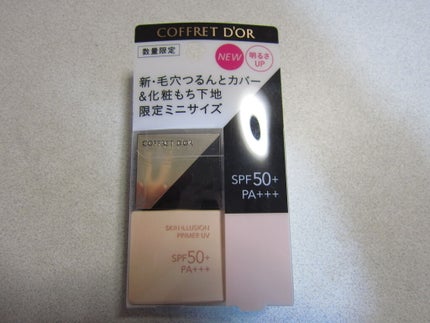 COFFRET D'OR
数量限定
NEW
明るさ
UP
新・毛穴つるんとカバー
&化粧もち下地
限定ミニサイズ
COFFRET D'OR
SPF50+
PA+++
SKIN ILLUSION
PRIMER UV
SPF50+
PA+++